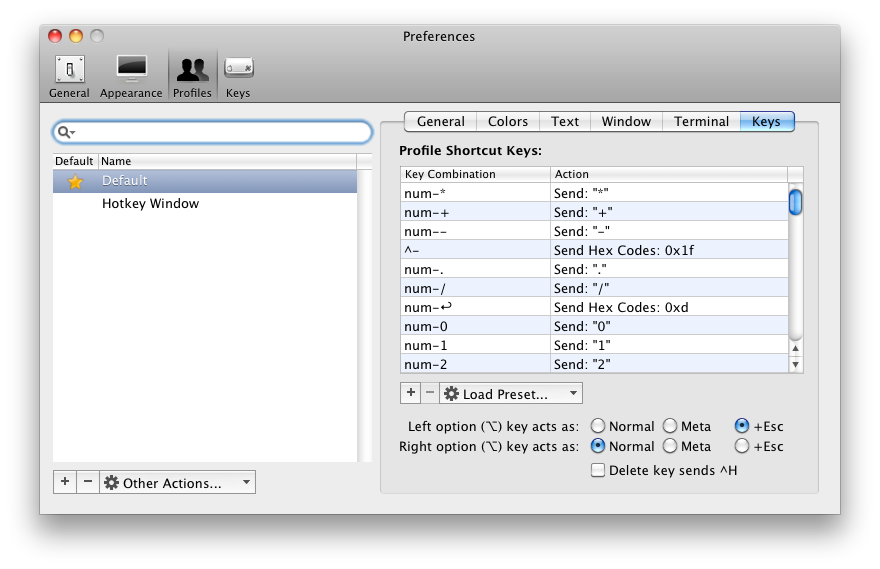 Preferences
General Appearance Profiles Keys
General Colors Text Window Terminal Keys
Default Name
Default
Hotkey Window
Other Actions...
Profile Shortcut Keys:
Key Combination Action
num-* Send: "*"
num-+ Send: "+"
num-- Send: "-"
^- Send Hex Codes: 0x1f
num-. Send: "."
num-/ Send: "/"
num-↩ Send Hex Codes: 0xd
num-0 Send: "0"
num-1 Send: "1"
num-2 Send: "2"
Load Preset...
Left option (⌥) key acts as: Normal Meta +Esc
Right option (⌥) key acts as: Normal Meta +Esc
Delete key sends ^H